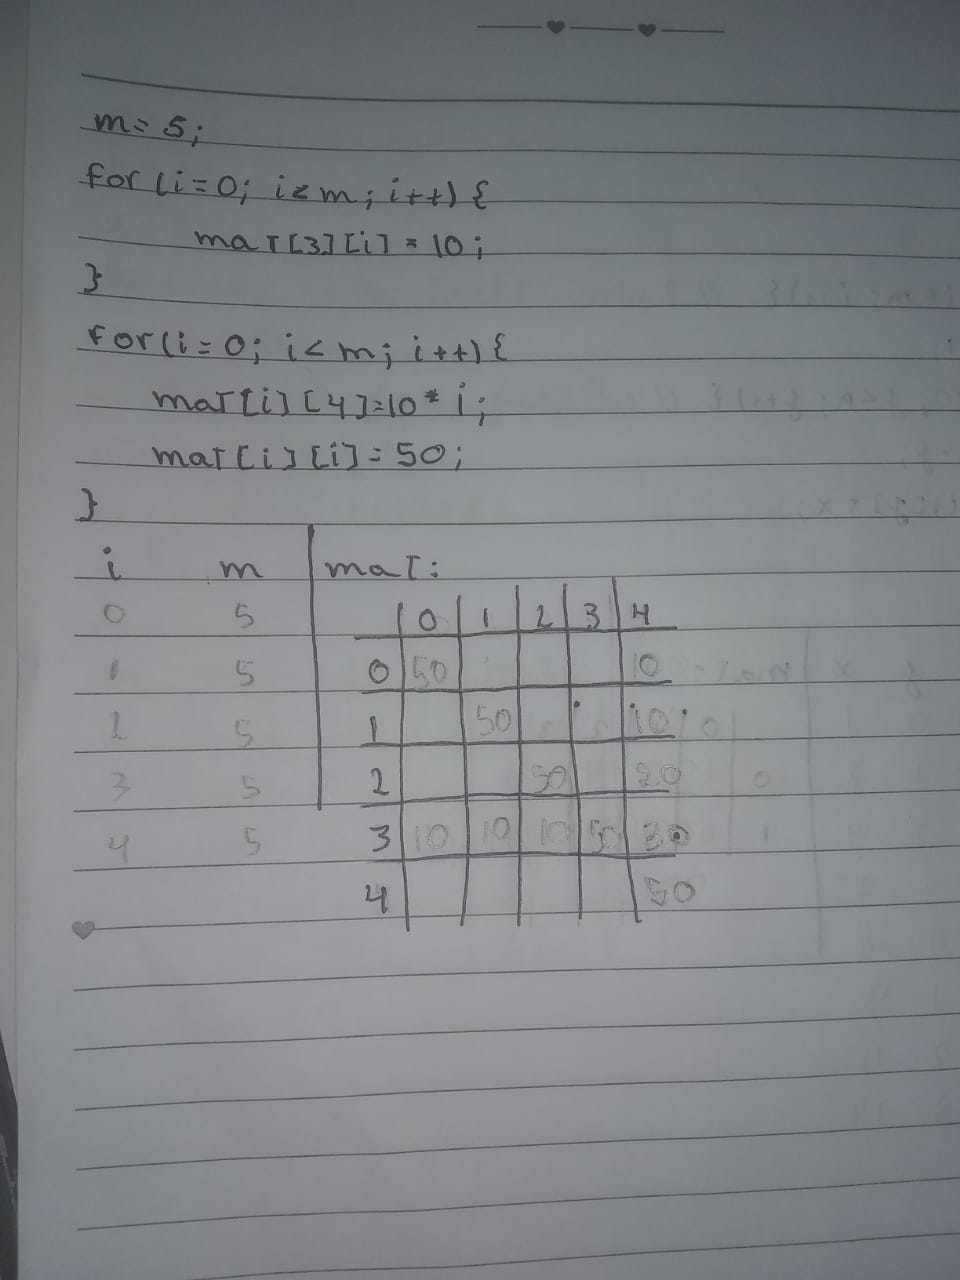 m= 5;
for (i=0; i<m; i++) {
mat[3][i] = 10;
}
for(i=0; i<m; i++) {
mat[i][4]=10* i;
mat[i][i]=50;
}
i m mat:
0 5 0 1 2 3 4
1 5 0 50 10
2 5 1 50 10
3 5 2 50 20
4 5 3 10 10 10 50 30
4 50